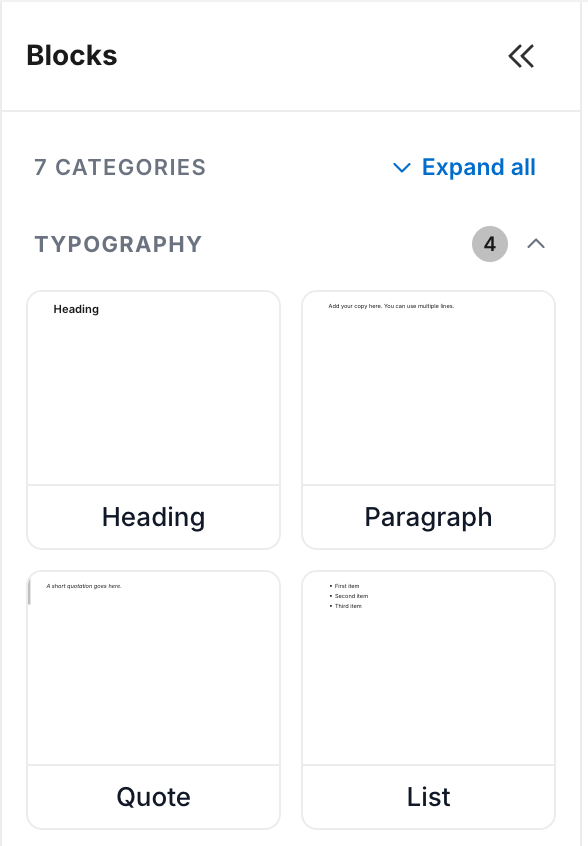 Blocks
7 CATEGORIES
Expand all
TYPOGRAPHY
4
Heading
Add your copy here. You can use multiple lines.
Heading
Paragraph
A short quotation goes here.
• First item
• Second item
• Third item
Quote
List